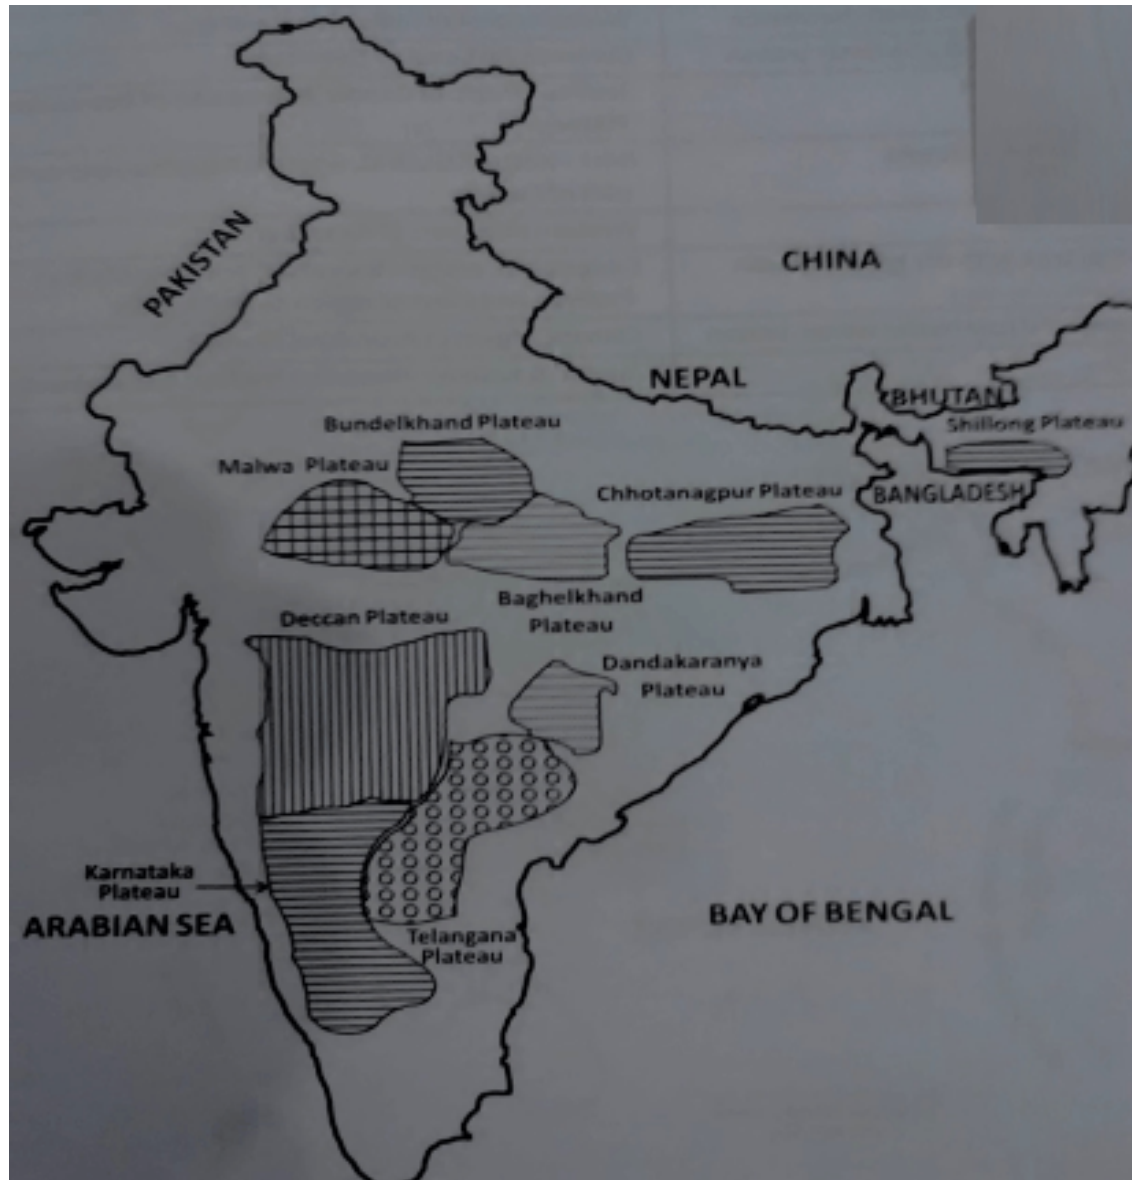 PAKISTAN
CHINA
NEPAL
BHUTAN
Bundelkhand Plateau
Shillong Plateau
Malwa Plateau
Chhotanagpur Plateau
BANGLADESH
Baghelkhand
Plateau
Deccan Plateau
Dandakaranya
Plateau
Karnataka
Plateau
ARABIAN SEA
BAY OF BENGAL
Telangana
Plateau